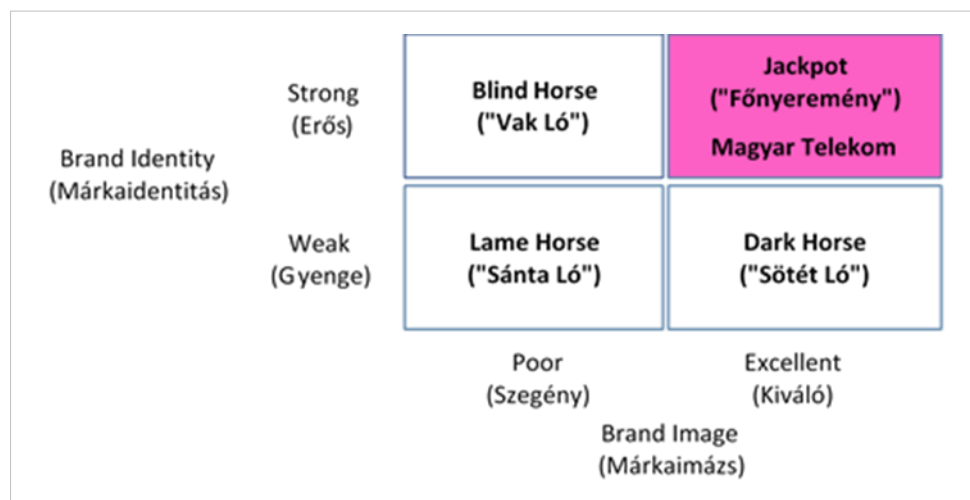 Brand Identity
(Márkaidentitás)
Strong
(Erős)
Blind Horse
("Vak Ló")
Jackpot
("Főnyeremény")
Magyar Telekom
Weak
(Gyenge)
Lame Horse
("Sánta Ló")
Dark Horse
("Sötét Ló")
Poor
(Szegény)
Excellent
(Kiváló)
Brand Image
(Márkaimázs)